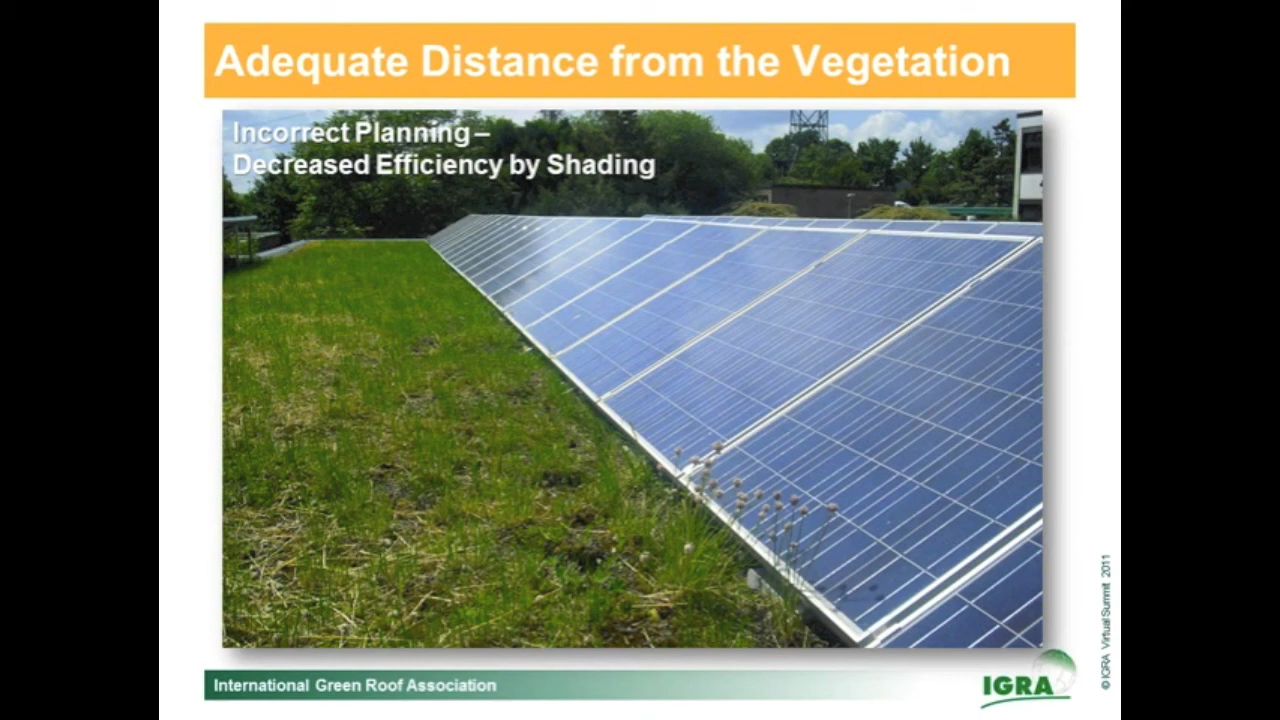 Adequate Distance from the Vegetation
Incorrect Planning –
Decreased Efficiency by Shading
International Green Roof Association
IGRA
© IGRA Virtual Summit 2011